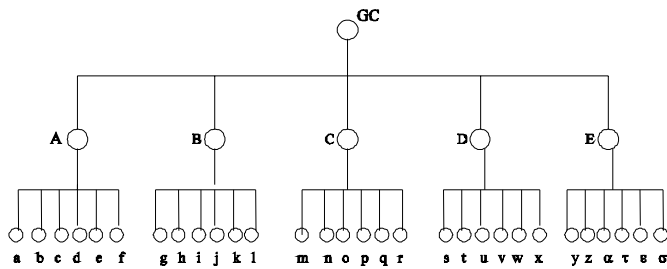 GC
A B C D E
a b c d e f g h i j k l m n o p q r s t u v w x y z α τ ε σ